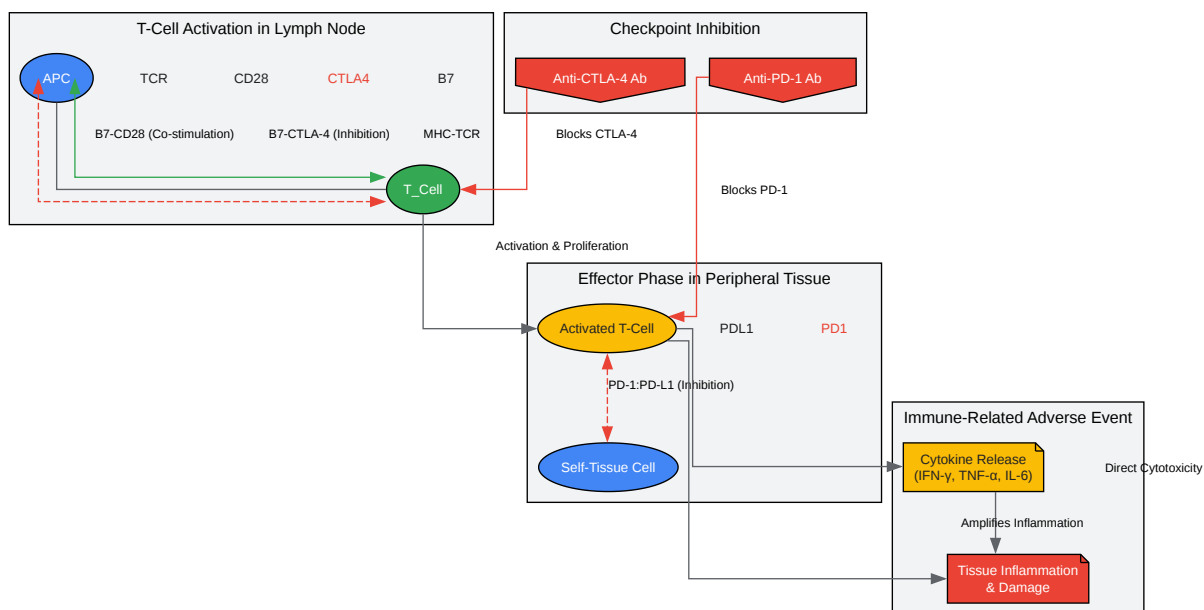 T-Cell Activation in Lymph Node
APC
TCR
CD28
CTLA4
B7
B7-CD28 (Co-stimulation)
B7-CTLA-4 (Inhibition)
MHC-TCR
T_Cell
Checkpoint Inhibition
Anti-CTLA-4 Ab
Anti-PD-1 Ab
Blocks CTLA-4
Blocks PD-1
Activation & Proliferation
Effector Phase in Peripheral Tissue
Activated T-Cell
PDL1
PD1
PD-1:PD-L1 (Inhibition)
Self-Tissue Cell
Immune-Related Adverse Event
Cytokine Release
(IFN-γ, TNF-α, IL-6)
Direct Cytotoxicity
Amplifies Inflammation
Tissue Inflammation
& Damage